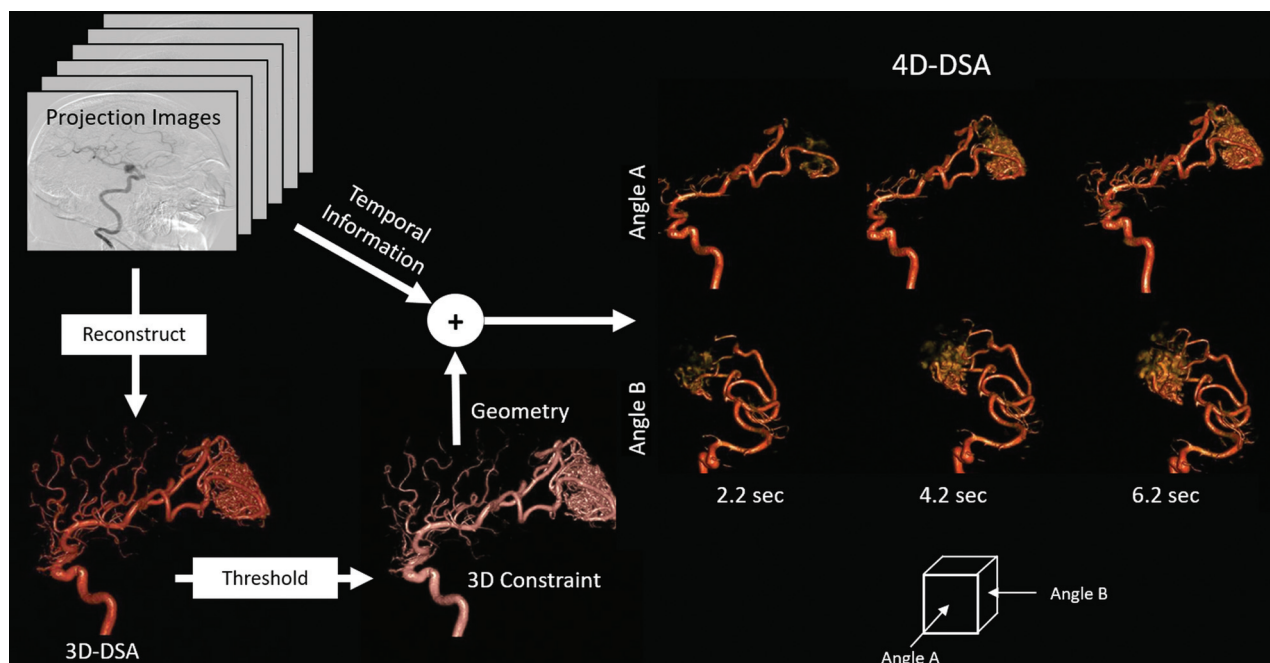 Projection Images
Temporal
Information
Reconstruct
+
Geometry
Threshold
3D Constraint
3D-DSA
4D-DSA
Angle A
Angle B
2.2 sec 4.2 sec 6.2 sec
Angle B
Angle A